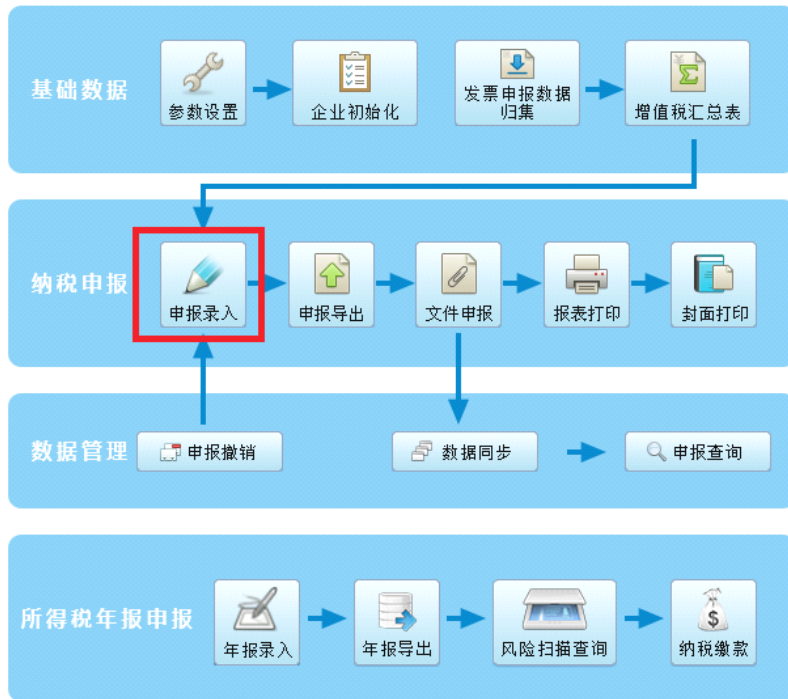 基础数据
参数设置
企业初始化
发票申报数据
归集
增值税汇总表
纳税申报
申报录入
申报导出
文件申报
报表打印
封面打印
数据管理
申报撤销
数据同步
申报查询
所得税年报申报
年报录入
年报导出
风险扫描查询
$
纳税缴款